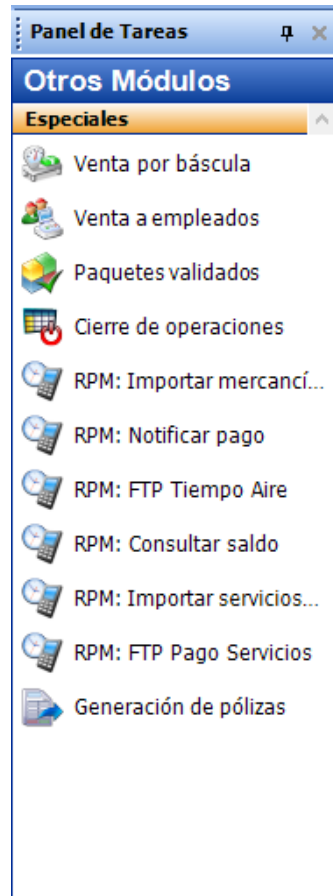 Panel de Tareas
Otros Módulos
Especiales
Venta por báscula
Venta a empleados
Paquetes validados
Cierre de operaciones
RPM: Importar mercancí...
RPM: Notificar pago
RPM: FTP Tiempo Aire
RPM: Consultar saldo
RPM: Importar servicios...
RPM: FTP Pago Servicios
Generación de pólizas